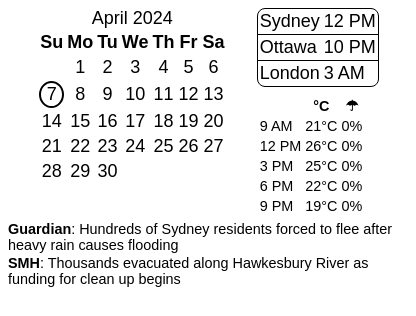 April 2024
Su Mo Tu We Th Fr Sa
1 2 3 4 5 6
7 8 9 10 11 12 13
14 15 16 17 18 19 20
21 22 23 24 25 26 27
28 29 30
Sydney 12 PM
Ottawa 10 PM
London 3 AM
°C ☂
9 AM 21°C 0%
12 PM 26°C 0%
3 PM 25°C 0%
6 PM 22°C 0%
9 PM 19°C 0%
Guardian: Hundreds of Sydney residents forced to flee after
heavy rain causes flooding
SMH: Thousands evacuated along Hawkesbury River as
funding for clean up begins